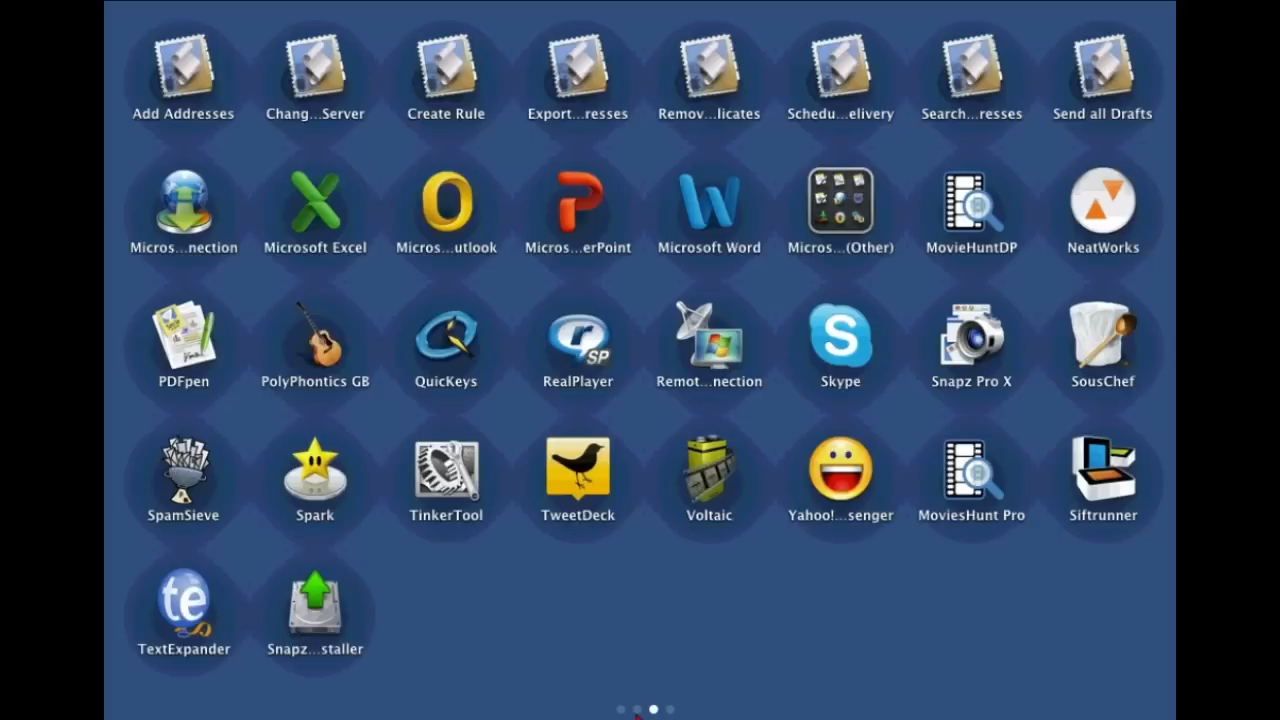 Add Addresses Chang...Server Create Rule Export...resses Remov...licates Schedu...elivery Search...resses Send all Drafts
Micros...nection Microsoft Excel Micros...utlook Micros...erPoint Microsoft Word Micros...(Other) MovieHuntDP NeatWorks
SP
PDFpen PolyPhontics GB QuicKeys RealPlayer Remot...nection Skype Snapz Pro X SousChef
SpamSieve Spark TinkerTool TweetDeck Voltaic Yahoo!...senger MoviesHunt Pro Siftrunner
te
TextExpander Snapz...staller